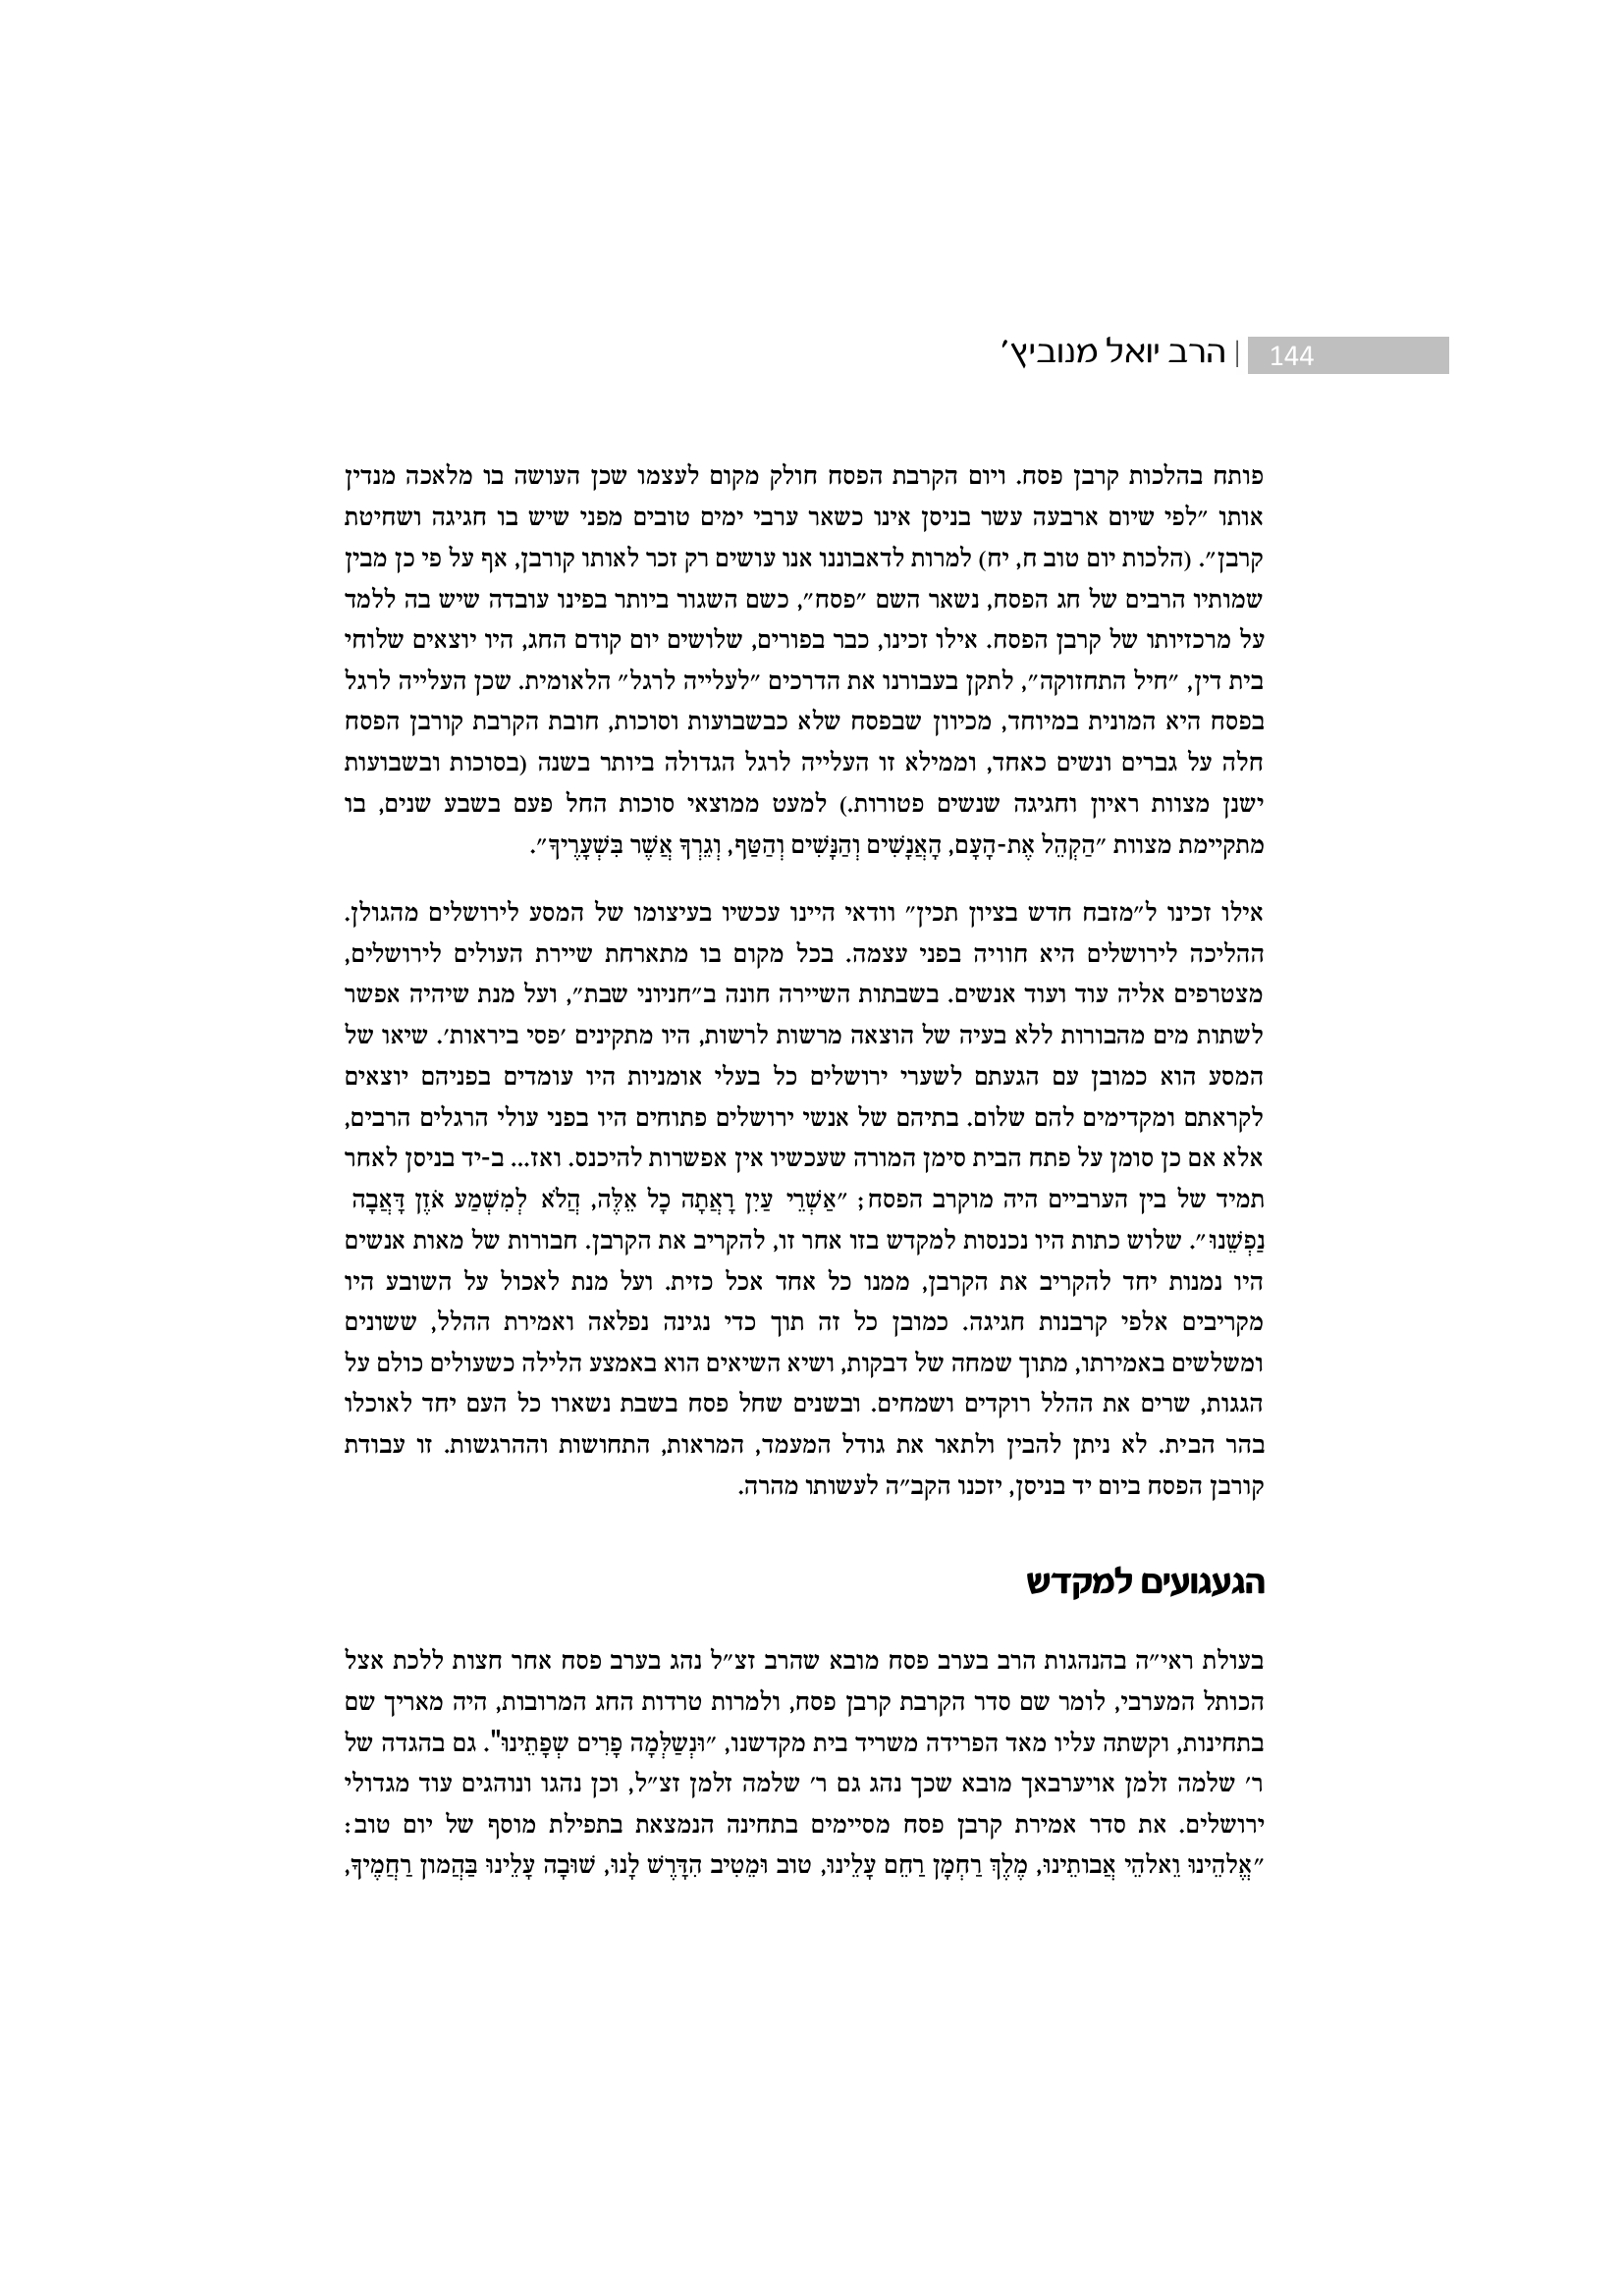 144 | הרב יואל מנוביץ׳
פותח בהלכות קרבן פסח. ויום הקרבת הפסח חולק מקום לעצמו שכן העושה בו מלאכה מנדין
אותו ״לפי שיום ארבעה עשר בניסן אינו כשאר ערבי ימים טובים מפני שיש בו חגיגה ושחיטת
קרבן״. (הלכות יום טוב ח, יח) למרות לדאבוננו אנו עושים רק זכר לאותו קורבן, אף על פי כן מבין
שמותיו הרבים של חג הפסח, נשאר השם ״פסח״, כשם השגור ביותר בפינו עובדה שיש בה ללמד
על מרכזיותו של קרבן הפסח. אילו זכינו, כבר בפורים, שלושים יום קודם החג, היו יוצאים שלוחי
בית דין, ״חיל התחזוקה״, לתקן בעבורנו את הדרכים ״לעלייה לרגל״ הלאומית. שכן העלייה לרגל
בפסח היא המונית במיוחד, מכיוון שבפסח שלא כבשבועות וסוכות, חובת הקרבת קורבן הפסח
חלה על גברים ונשים כאחד, וממילא זו העלייה לרגל הגדולה ביותר בשנה (בסוכות ובשבועות
ישנן מצוות ראיון וחגיגה שנשים פטורות.) למעט ממוצאי סוכות החל פעם בשבע שנים, בו
מתקיימת מצוות ״הַקְהֵל אֶת-הָעָם, הָאֲנָשִׁים וְהַנָּשִׁים וְהַטַּף, וְגֵרְךָ אֲשֶׁר בִּשְׁעָרֶיךָ״.
אילו זכינו ל״מזבח חדש בציון תכין״ וודאי היינו עכשיו בעיצומו של המסע לירושלים מהגולן.
ההליכה לירושלים היא חוויה בפני עצמה. בכל מקום בו מתארחת שיירת העולים לירושלים,
מצטרפים אליה עוד ועוד אנשים. בשבתות השיירה חונה ב״חניוני שבת״, ועל מנת שיהיה אפשר
לשתות מים מהבורות ללא בעיה של הוצאה מרשות לרשות, היו מתקינים ׳פסי ביראות׳. שיאו של
המסע הוא כמובן עם הגעתם לשערי ירושלים כל בעלי אומניות היו עומדים בפניהם יוצאים
לקראתם ומקדימים להם שלום. בתיהם של אנשי ירושלים פתוחים היו בפני עולי הרגלים הרבים,
אלא אם כן סומן על פתח הבית סימן המורה שעכשיו אין אפשרות להיכנס. ואז... ב-יד בניסן לאחר
תמיד של בין הערביים היה מוקרב הפסח; ״אַשְׁרֵי עַיִן רָאֲתָה כָל אֵלֶּה, הֲלֹא לְמִשְׁמַע אֹזֶן דָּאֲבָה
נַפְשֵׁנוּ״. שלוש כתות היו נכנסות למקדש בזו אחר זו, להקריב את הקרבן. חבורות של מאות אנשים
היו נמנות יחד להקריב את הקרבן, ממנו כל אחד אכל כזית. ועל מנת לאכול על השובע היו
מקריבים אלפי קרבנות חגיגה. כמובן כל זה תוך כדי נגינה נפלאה ואמירת ההלל, ששונים
ומשלשים באמירתו, מתוך שמחה של דבקות, ושיא השיאים הוא באמצע הלילה כשעולים כולם על
הגגות, שרים את ההלל רוקדים ושמחים. ובשנים שחל פסח בשבת נשארו כל העם יחד לאוכלו
בהר הבית. לא ניתן להבין ולתאר את גודל המעמד, המראות, התחושות וההרגשות. זו עבודת
קורבן הפסח ביום יד בניסן, יזכנו הקב״ה לעשותו מהרה.
הגעגועים למקדש
בעולת ראי״ה בהנהגות הרב בערב פסח מובא שהרב זצ״ל נהג בערב פסח אחר חצות ללכת אצל
הכותל המערבי, לומר שם סדר הקרבת קרבן פסח, ולמרות טרדות החג המרובות, היה מאריך שם
בתחינות, וקשתה עליו מאד הפרידה משריד בית מקדשנו, ״וּנְשַׁלְּמָה פָרִים שְׂפָתֵינוּ". גם בהגדה של
ר׳ שלמה זלמן אויערבאך מובא שכך נהג גם ר׳ שלמה זלמן זצ״ל, וכן נהגו ונוהגים עוד מגדולי
ירושלים. את סדר אמירת קרבן פסח מסיימים בתחינה הנמצאת בתפילת מוסף של יום טוב:
״אֱלֹהֵינוּ וֵאלֹהֵי אֲבוֹתֵינוּ, מֶלֶךְ רַחְמָן רַחֵם עָלֵינוּ, טוֹב וּמֵטִיב הִדָּרֶשׁ לָנוּ, שׁוּבָה עָלֵינוּ בַּהֲמוֹן רַחֲמֶיךָ,